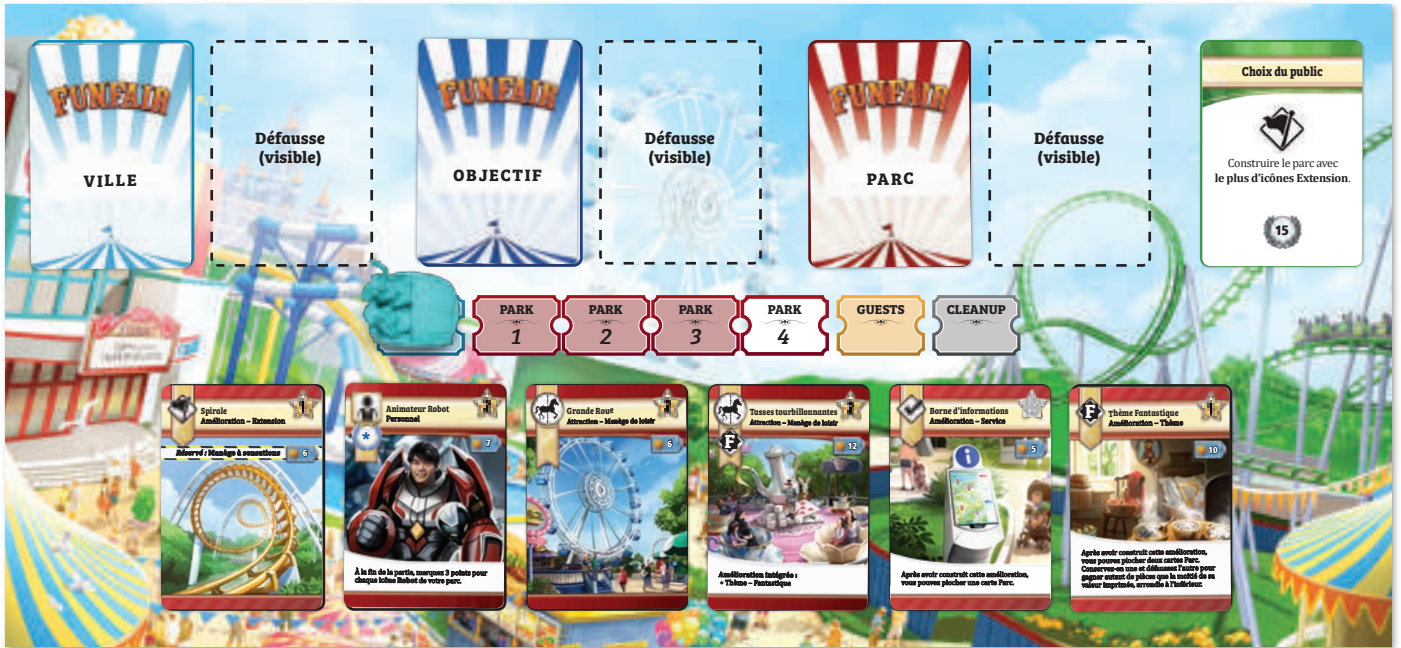 FUNFAIR
VILLE
Défausse
(visible)
FUNFAIR
OBJECTIF
Défausse
(visible)
FUNFAIR
PARC
Défausse
(visible)
Choix du public
Construire le parc avec
le plus d'icônes Extension.
15
PARK
1
PARK
2
PARK
3
PARK
4
GUESTS
CLEANUP
Spirale
Amélioration – Extension
1
Réservé : Manège à sensations
6
Animateur Robot
Personnel
3
*
7
À la fin de la partie, marquez 3 points pour
chaque icône Robot de votre parc.
Grande Roue
Attraction – Manège de loisir
3
6
Tasses tourbillonnantes
Attraction – Manège de loisir
3
F
12
Amélioration intégrée :
• Thème – Fantastique
Borne d'informations
Amélioration – Service
5
i
Après avoir construit cette amélioration,
vous pouvez piocher une carte Parc.
F
Thème Fantastique
Amélioration – Thème
1
10
Après avoir construit cette amélioration,
vous pouvez piocher deux cartes Parc.
Conservez-en une et défaussez l'autre pour
gagner autant de pièces que la moitié de sa
valeur imprimée, arrondie à l'inférieur.